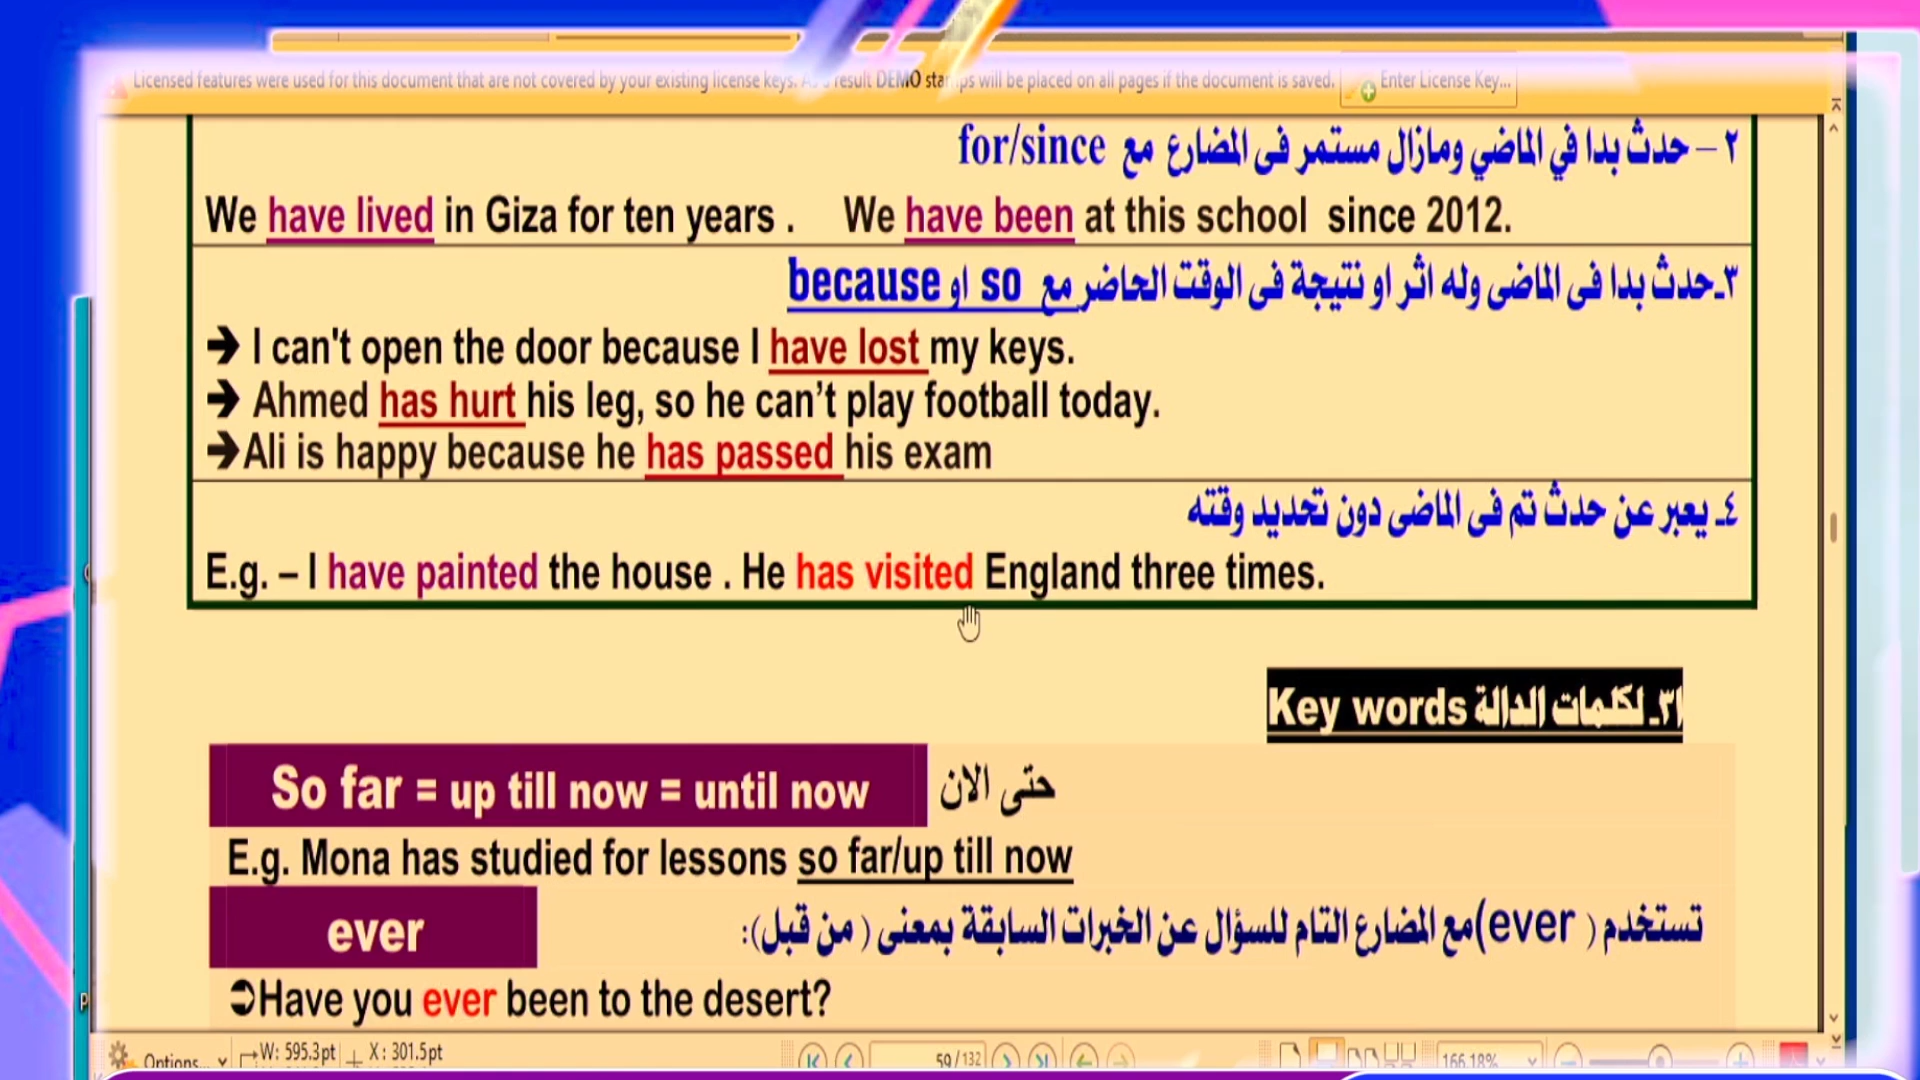 Licensed features were used for this document that are not covered by your existing license keys. As a result DEMO stamps will be placed on all pages if the document is saved. Enter License Key...
٢ – حدث بدا في الماضي ومازال مستمر فى المضارع مع for/since
We have lived in Giza for ten years . We have been at this school since 2012.
٣ـحدث بدا فى الماضى وله اثر او نتيجة فى الوقت الحاضر مع so او because
➔ I can't open the door because I have lost my keys.
➔ Ahmed has hurt his leg, so he can’t play football today.
➔Ali is happy because he has passed his exam
٤ـ يعبر عن حدث تم فى الماضى دون تحديد وقته
E.g. – I have painted the house . He has visited England three times.
٣ـ لكلمات الدالة Key words
So far = up till now = until now حتى الان
E.g. Mona has studied for lessons so far/up till now
ever تستخدم ( ever)مع المضارع التام للسؤال عن الخبرات السابقة بمعنى ( من قبل):
➲Have you ever been to the desert?
Options... W: 595.3pt X: 301.5pt 59/132 166.18%